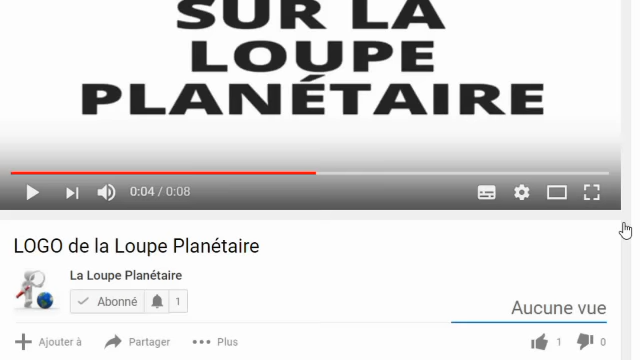 SUR LA
LOUPE
PLANÉTAIRE
0:04 / 0:08
LOGO de la Loupe Planétaire
La Loupe Planétaire
Abonné 1
Aucune vue
Ajouter à Partager Plus 1 0